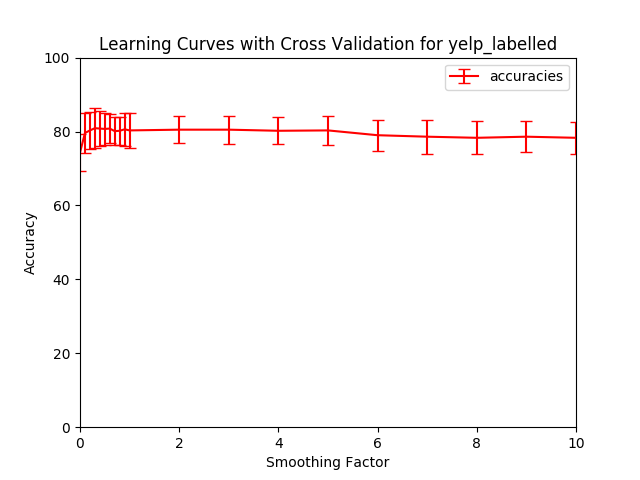 Learning Curves with Cross Validation for yelp_labelled
accuracies
100
80
60
40
20
0
Accuracy
0 2 4 6 8 10
Smoothing Factor